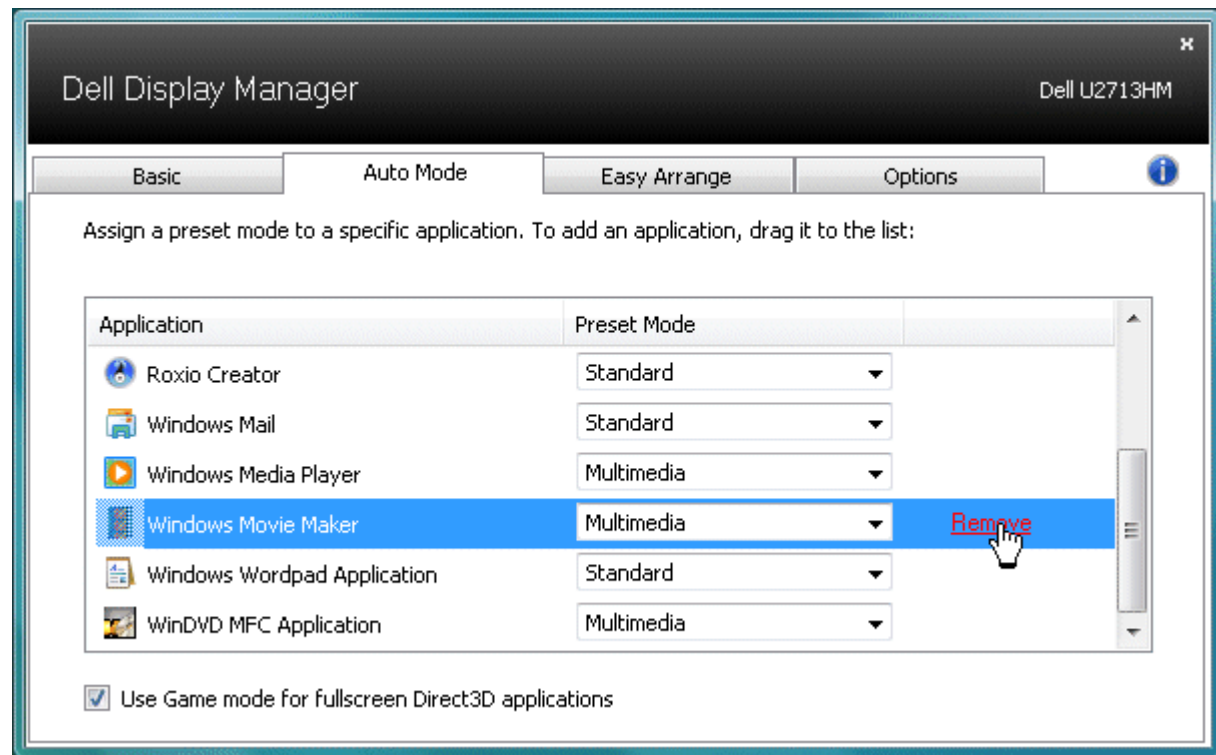 Dell Display Manager
Dell U2713HM
Basic Auto Mode Easy Arrange Options
Assign a preset mode to a specific application. To add an application, drag it to the list:
Application Preset Mode
Roxio Creator Standard
Windows Mail Standard
Windows Media Player Multimedia
Windows Movie Maker Multimedia Remove
Windows Wordpad Application Standard
WinDVD MFC Application Multimedia
Use Game mode for fullscreen Direct3D applications